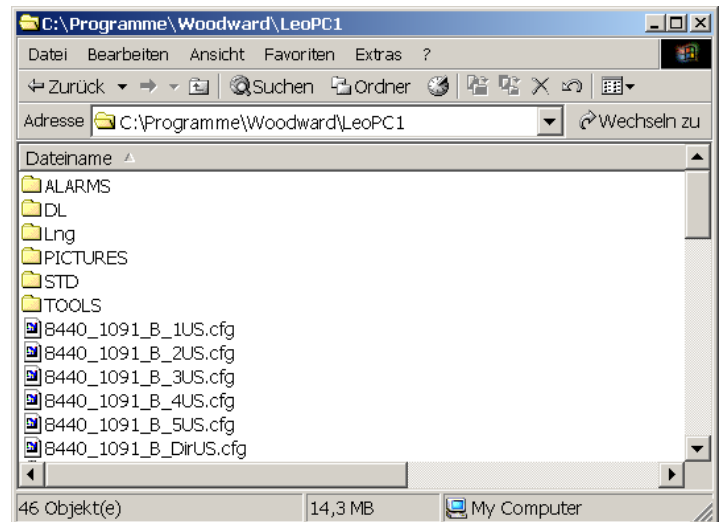 C:\Programme\Woodward\LeoPC1
Datei Bearbeiten Ansicht Favoriten Extras ?
Zurück Suchen Ordner
Adresse C:\Programme\Woodward\LeoPC1 Wechseln zu
Dateiname
ALARMS
DL
Lng
PICTURES
STD
TOOLS
8440_1091_B_1US.cfg
8440_1091_B_2US.cfg
8440_1091_B_3US.cfg
8440_1091_B_4US.cfg
8440_1091_B_5US.cfg
8440_1091_B_DirUS.cfg
46 Objekt(e) 14,3 MB My Computer